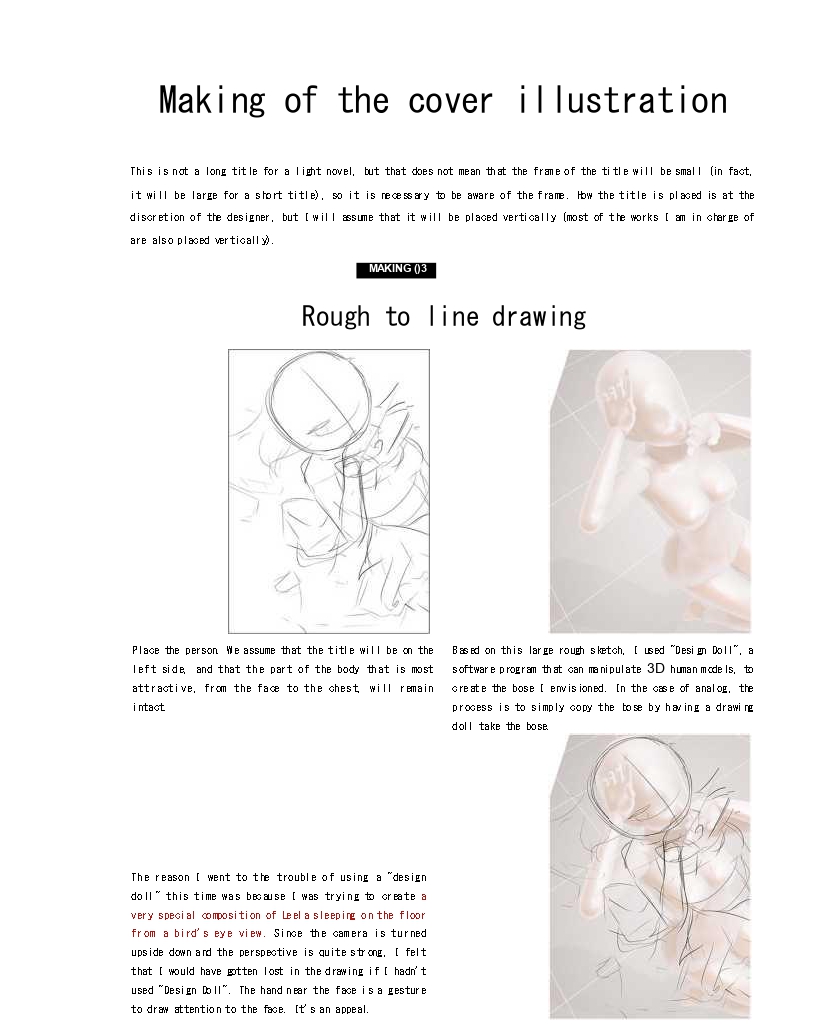 Making of the cover illustration
This is not a long title for a light novel, but that does not mean that the frame of the title will be small (in fact,
it will be large for a short title), so it is necessary to be aware of the frame. How the title is placed is at the
discretion of the designer, but I will assume that it will be placed vertically (most of the works I am in charge of
are also placed vertically).
MAKING ()3
Rough to line drawing
Place the person. We assume that the title will be on the
left side, and that the part of the body that is most
attractive, from the face to the chest, will remain
intact.
Based on this large rough sketch, I used "Design Doll", a
software program that can manipulate 3D human models, to
create the bose I envisioned. In the case of analog, the
process is to simply copy the bose by having a drawing
doll take the bose.
The reason I went to the trouble of using a "design
doll" this time was because I was trying to create a
very special composition of Leela sleeping on the floor
from a bird's eye view. Since the camera is turned
upside down and the perspective is quite strong, I felt
that I would have gotten lost in the drawing if I hadn't
used "Design Doll". The hand near the face is a gesture
to draw attention to the face. It's an appeal.